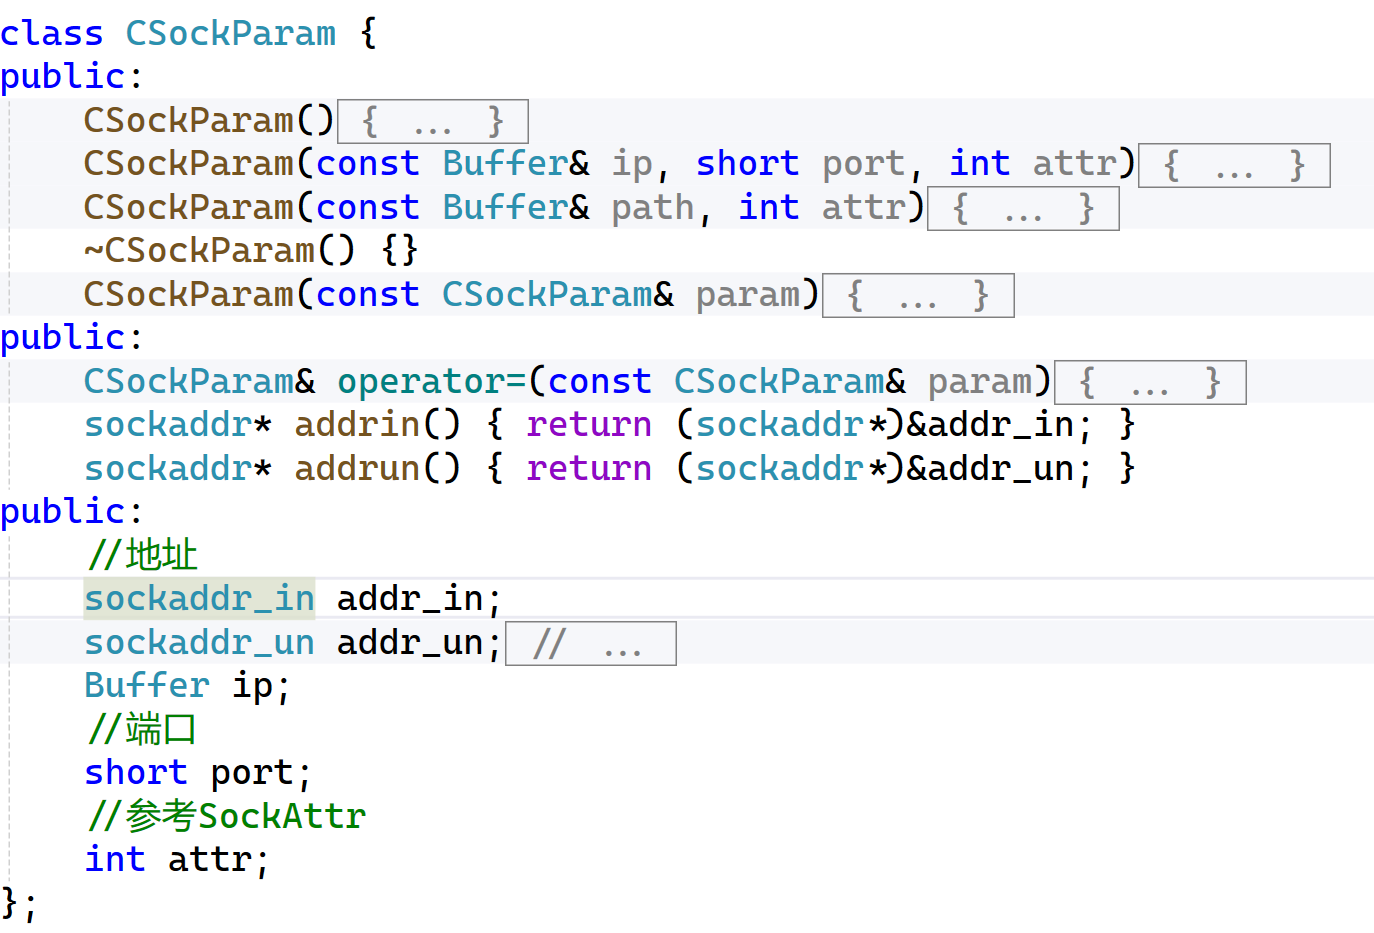 class CSockParam {
public:
    CSockParam(){ ... }
    CSockParam(const Buffer& ip, short port, int attr){ ... }
    CSockParam(const Buffer& path, int attr){ ... }
    ~CSockParam() {}
    CSockParam(const CSockParam& param){ ... }
public:
    CSockParam& operator=(const CSockParam& param){ ... }
    sockaddr* addrin() { return (sockaddr*)&addr_in; }
    sockaddr* addrun() { return (sockaddr*)&addr_un; }
public:
    //地址
    sockaddr_in addr_in;
    sockaddr_un addr_un;// ...
    Buffer ip;
    //端口
    short port;
    //参考SockAttr
    int attr;
};